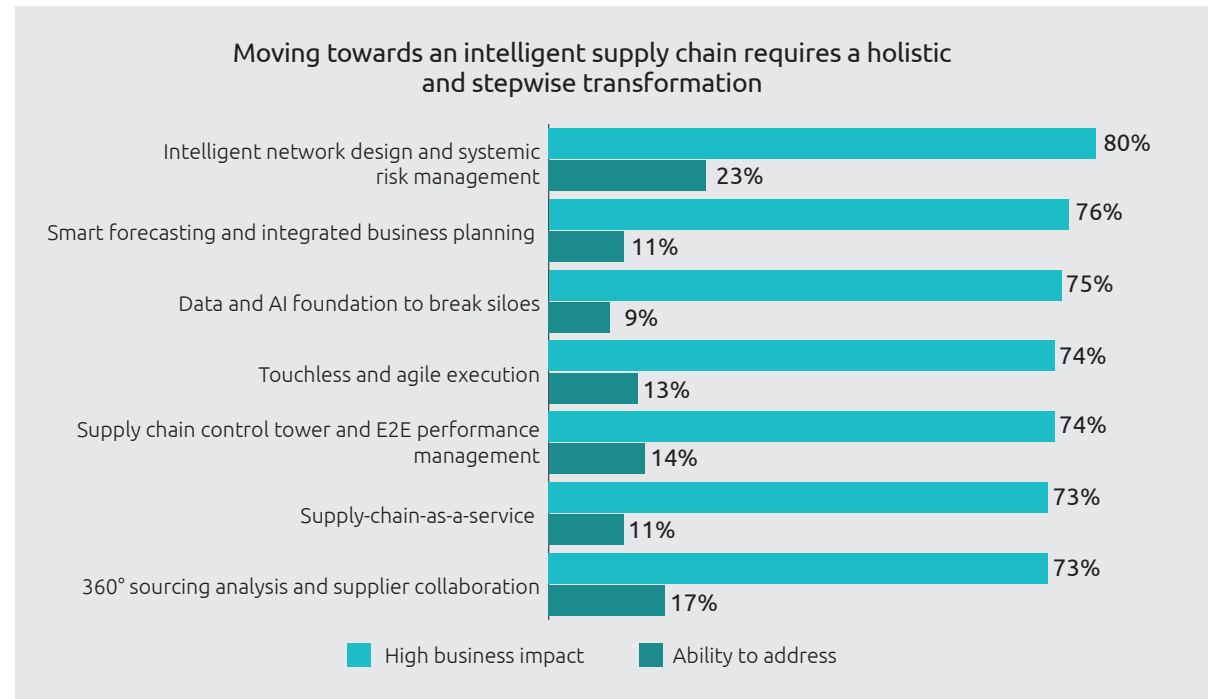 Moving towards an intelligent supply chain requires a holistic
and stepwise transformation
Intelligent network design and systemic
risk management
80%
23%
Smart forecasting and integrated business planning
76%
11%
Data and AI foundation to break siloes
75%
9%
Touchless and agile execution
74%
13%
Supply chain control tower and E2E performance
management
74%
14%
Supply-chain-as-a-service
73%
11%
360° sourcing analysis and supplier collaboration
73%
17%
High business impact
Ability to address